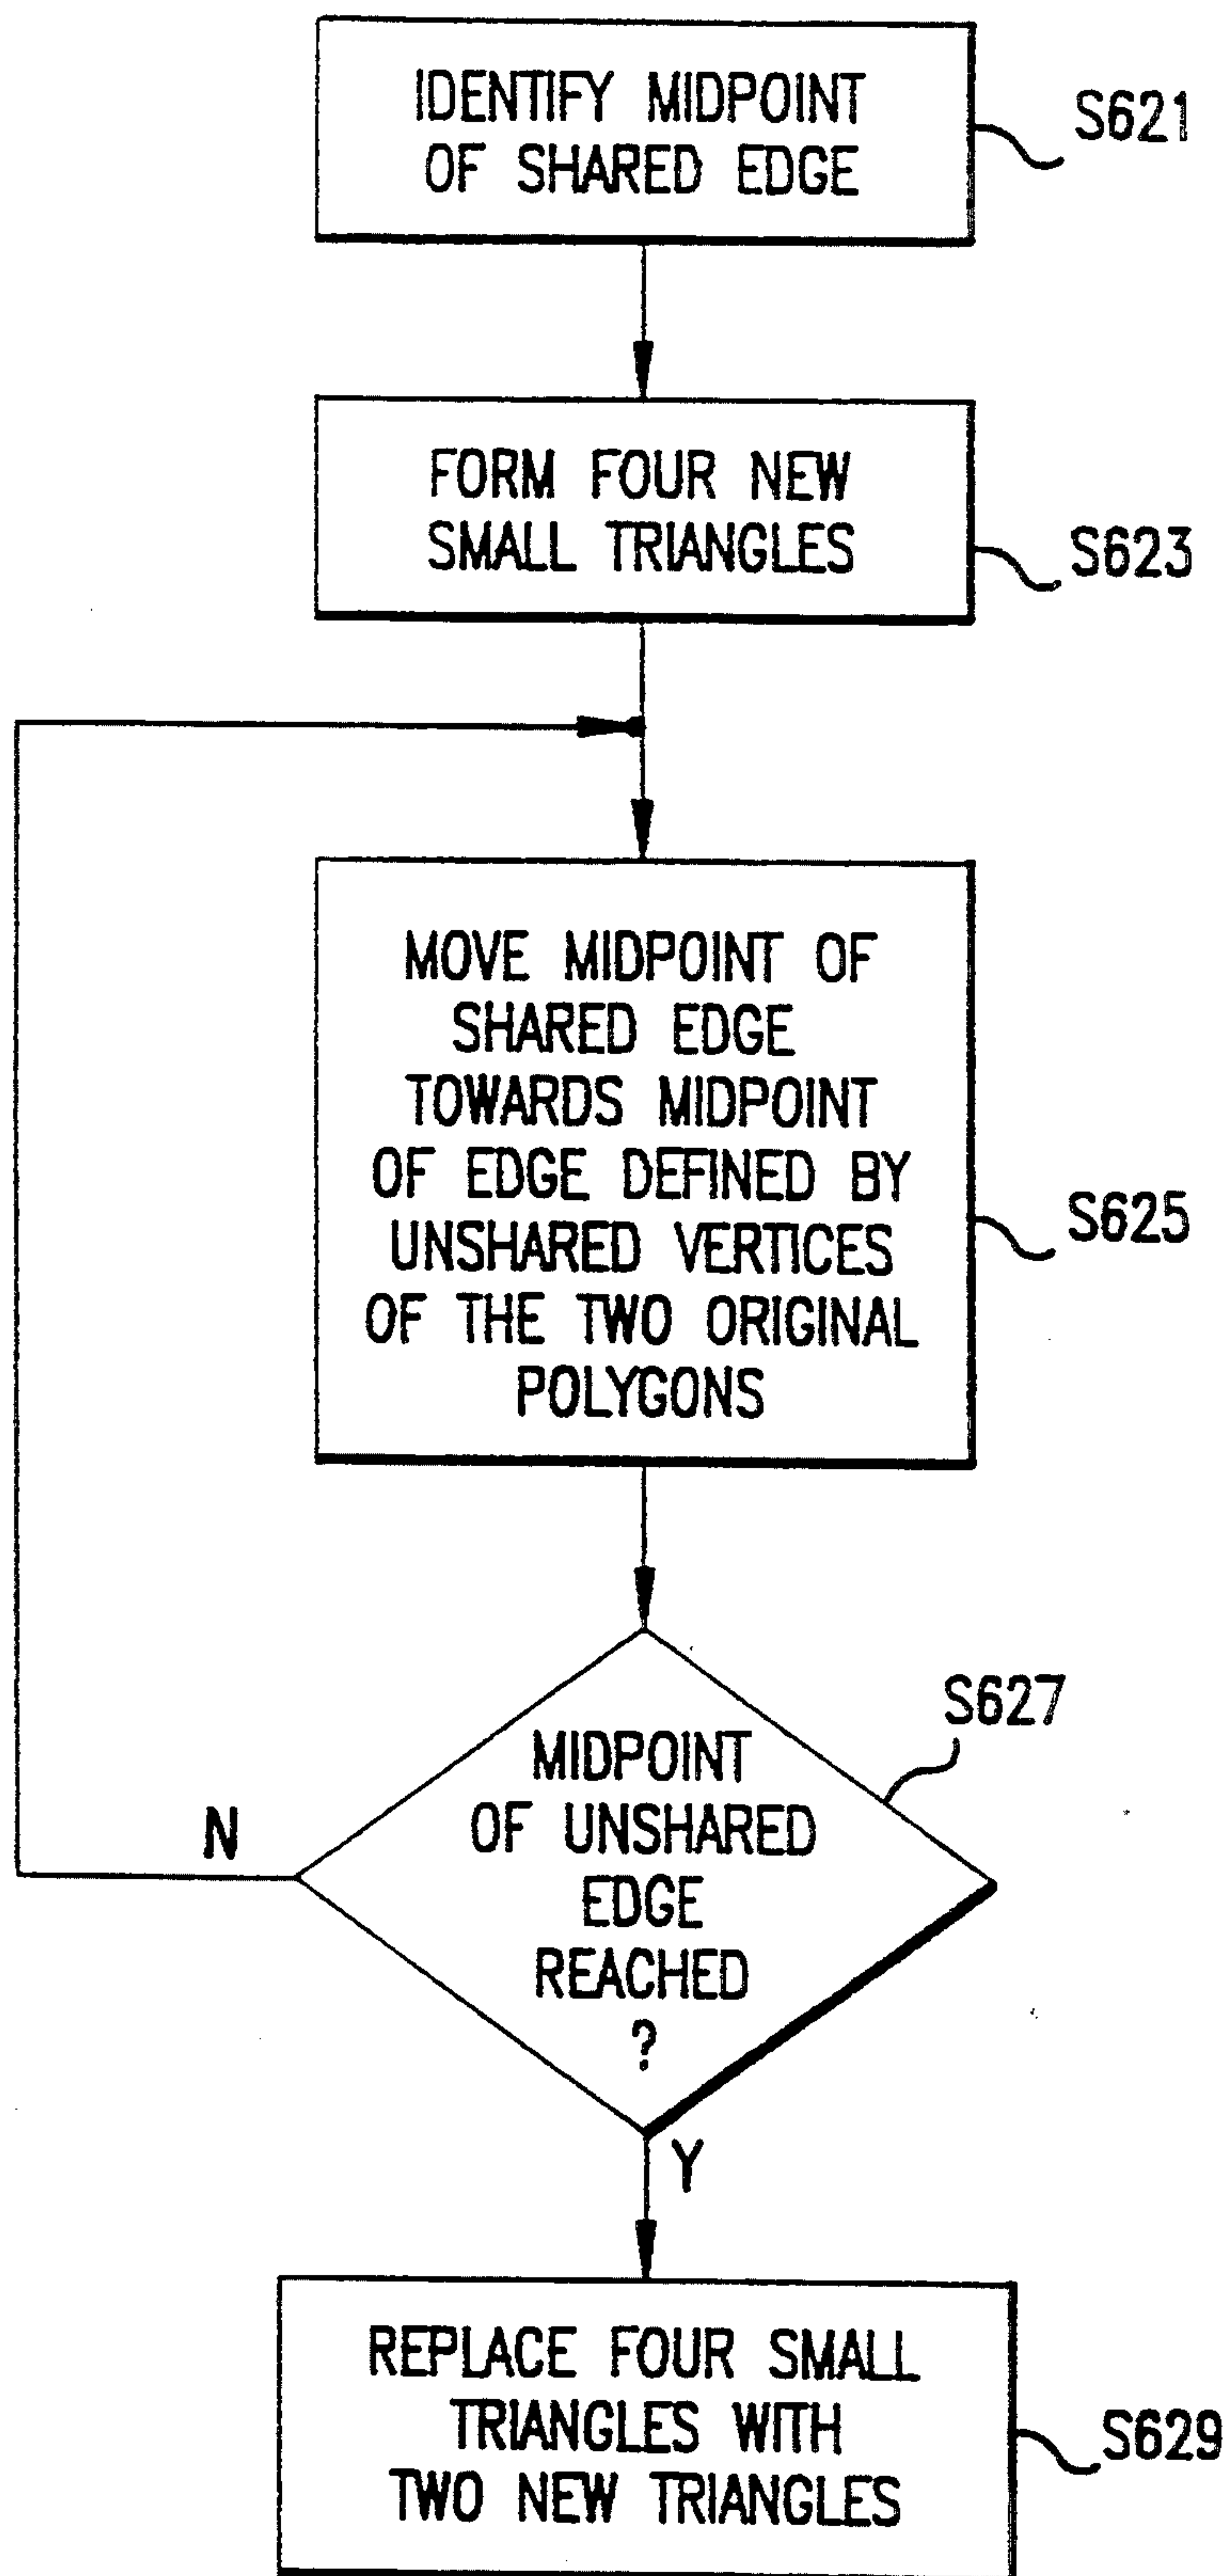 IDENTIFY MIDPOINT
OF SHARED EDGE
S621
FORM FOUR NEW
SMALL TRIANGLES
S623
MOVE MIDPOINT OF
SHARED EDGE
TOWARDS MIDPOINT
OF EDGE DEFINED BY
UNSHARED VERTICES
OF THE TWO ORIGINAL
POLYGONS
S625
MIDPOINT
OF UNSHARED
EDGE
REACHED
?
S627
N
Y
REPLACE FOUR SMALL
TRIANGLES WITH
TWO NEW TRIANGLES
S629